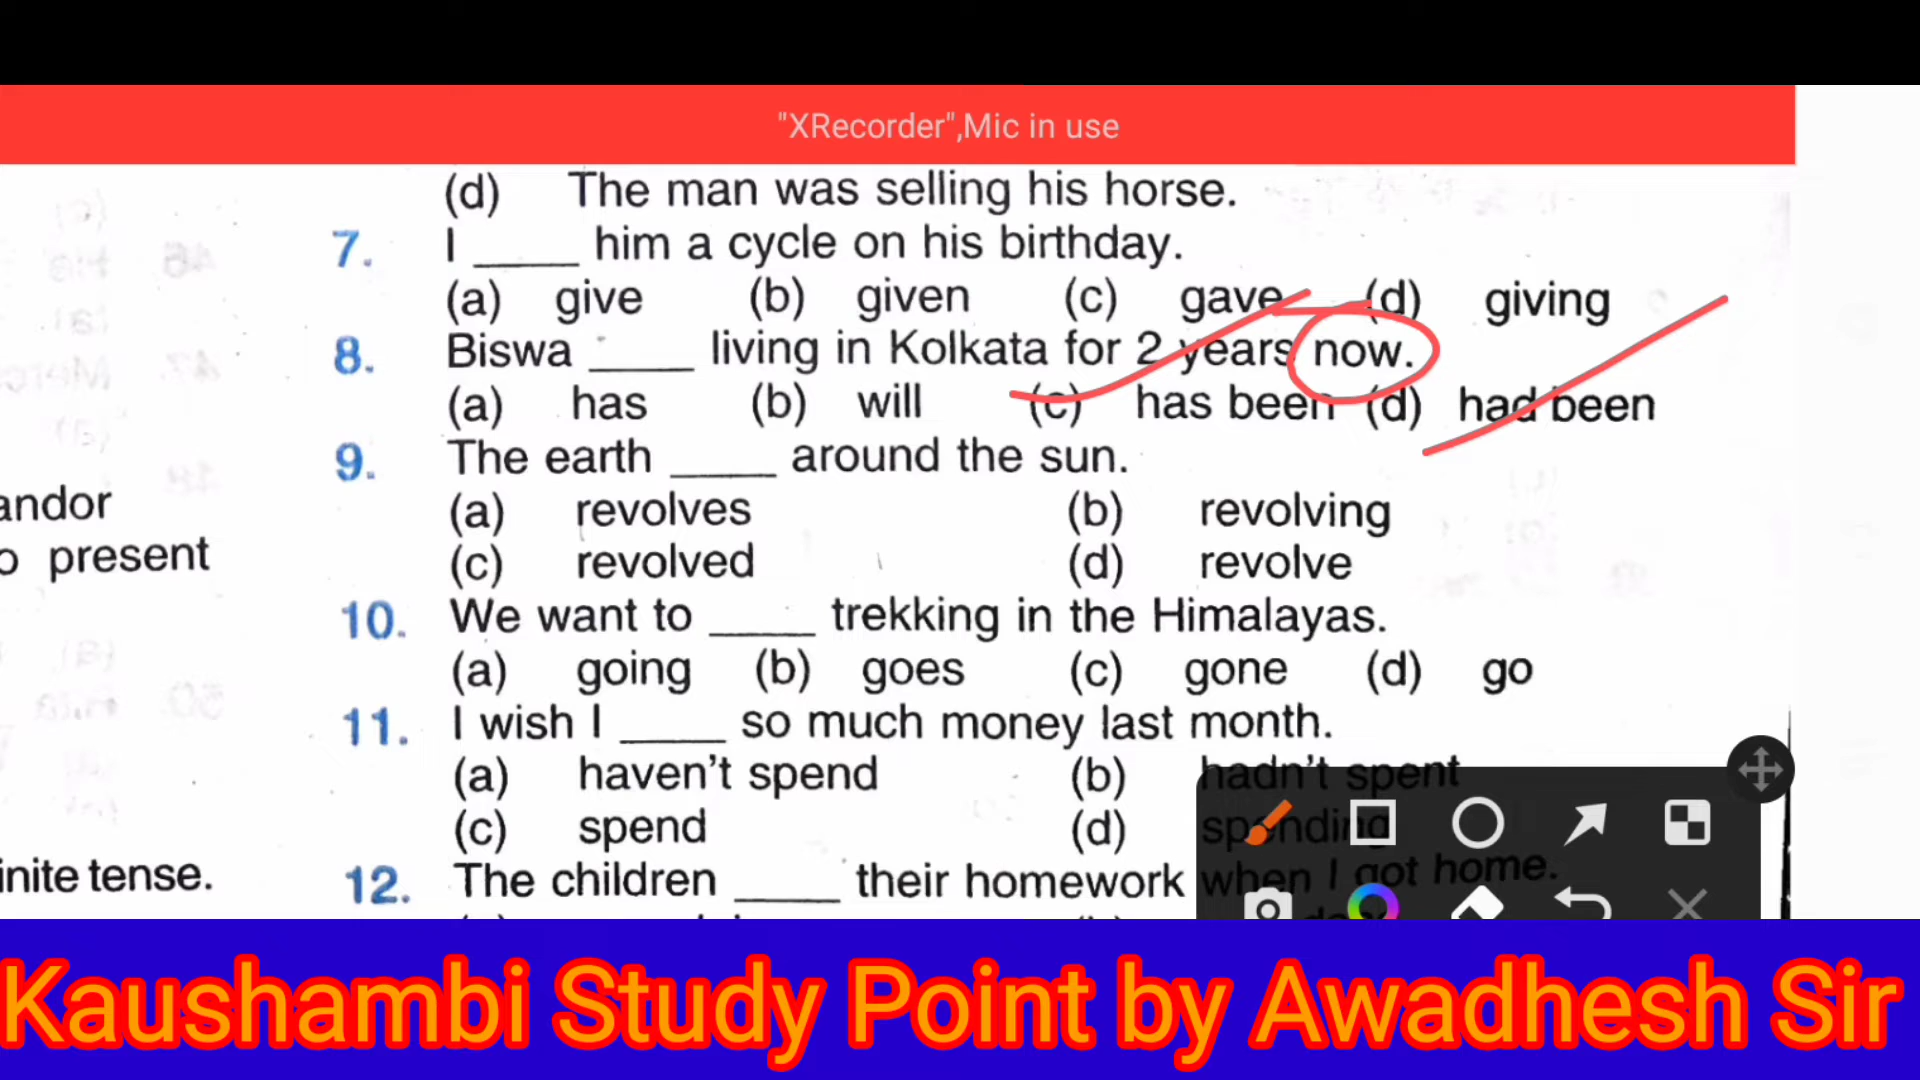 "XRecorder",Mic in use
(d) The man was selling his horse.
7. I _____ him a cycle on his birthday.
(a) give (b) given (c) gave (d) giving
8. Biswa _____ living in Kolkata for 2 years now.
(a) has (b) will (c) has been (d) had been
9. The earth _____ around the sun.
(a) revolves (b) revolving
(c) revolved (d) revolve
10. We want to _____ trekking in the Himalayas.
(a) going (b) goes (c) gone (d) go
11. I wish I _____ so much money last month.
(a) haven't spend (b) hadn't spent
(c) spend (d) spending
12. The children _____ their homework when I got home.
andor
o present
inite tense.
Kaushambi Study Point by Awadhesh Sir